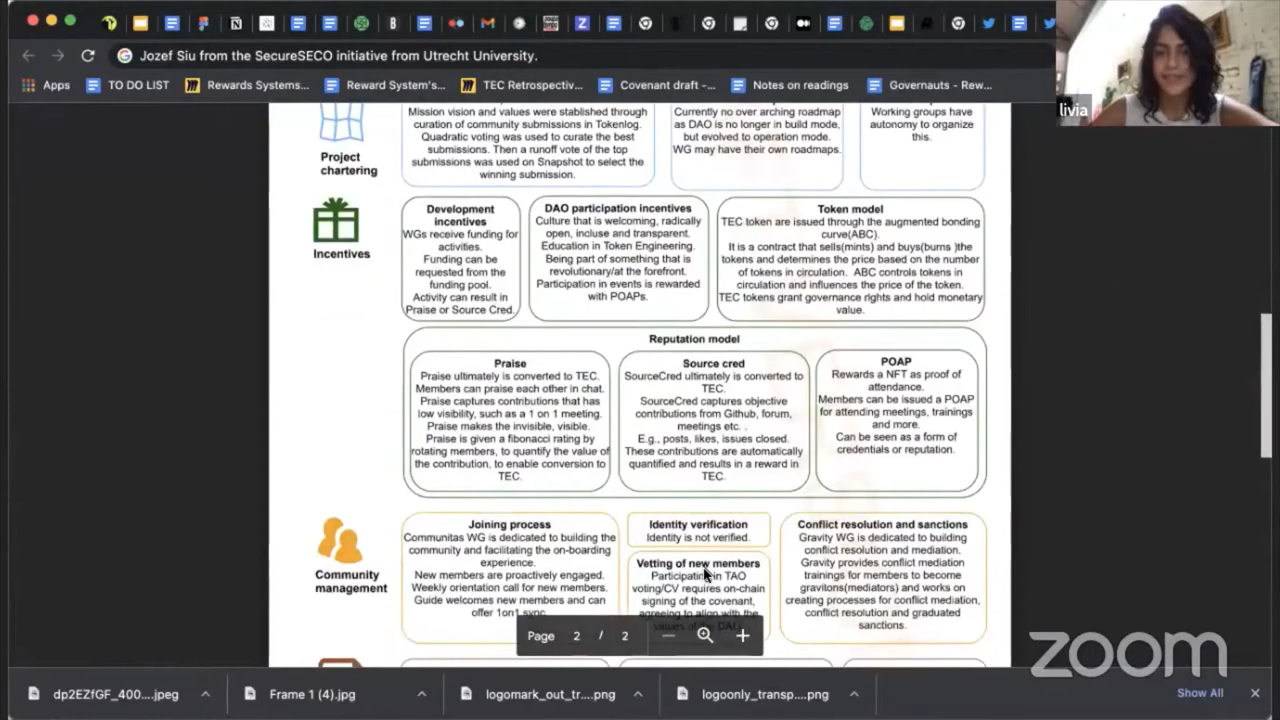 Jozef Siu from the SecureSECO initiative from Utrecht University.
Apps
TO DO LIST
Rewards Systems...
Reward System's...
TEC Retrospectiv...
Covenant draft -...
Notes on readings
Governauts - Rew...
livia
Project
chartering
Mission vision and values were stablished through
curation of community submissions in Tokenlog.
Quadratic voting was used to curate the best
submissions. Then a runoff vote of the top
submissions was used on Snapshot to select the
winning submission.
Currently no over arching roadmap
as DAO is no longer in build mode,
but evolved to operation mode.
WG may have their own roadmaps.
Working groups have
autonomy to organize
this.
Incentives
Development
incentives
WGs receive funding for
activities.
Funding can be
requested from the
funding pool.
Activity can result in
Praise or Source Cred.
DAO participation incentives
Culture that is welcoming, radically
open, incluse and transparent.
Education in Token Engineering.
Being part of something that is
revolutionary/at the forefront.
Participation in events is rewarded
with POAPs.
Token model
TEC token are issued through the augmented bonding
curve(ABC).
It is a contract that sells(mints) and buys(burns )the
tokens and determines the price based on the number
of tokens in circulation. ABC controls tokens in
circulation and influences the price of the token.
TEC tokens grant governance rights and hold monetary
value.
Reputation model
Praise
Praise ultimately is converted to TEC.
Members can praise each other in chat.
Praise captures contributions that has
low visibility, such as a 1 on 1 meeting.
Praise makes the invisible, visible.
Praise is given a fibonacci rating by
rotating members, to quantify the value of
the contribution, to enable conversion to
TEC.
Source cred
SourceCred ultimately is converted to
TEC.
SourceCred captures objective
contributions from Github, forum,
meetings etc. .
E.g., posts, likes, issues closed.
These contributions are automatically
quantified and results in a reward in
TEC.
POAP
Rewards a NFT as proof of
attendance.
Members can be issued a POAP
for attending meetings, trainings
and more.
Can be seen as a form of
credentials or reputation.
Community
management
Joining process
Communitas WG is dedicated to building the
community and facilitating the on-boarding
experience.
New members are proactively engaged.
Weekly orientation call for new members.
Guide welcomes new members and can
offer 1on1 sync.
Identity verification
Identity is not verified.
Vetting of new members
Participating in TAO
voting/CV requires on-chain
signing of the covenant,
agreeing to align with the
values of the DAO.
Conflict resolution and sanctions
Gravity WG is dedicated to building
conflict resolution and mediation.
Gravity provides conflict mediation
trainings for members to become
gravitons(mediators) and works on
creating processes for conflict mediation,
conflict resolution and graduated
sanctions.
Page 2 / 2
zoom
dp2EZfGF_400....jpeg
Frame 1 (4).jpg
logomark_out_tr....png
logoonly_transp....png
Show All